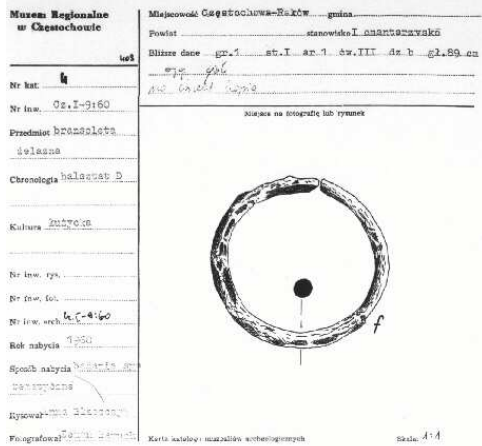 Muzeum Regionalne
w Częstochowie
Nr kat. 4
Nr inw. Cz.I-9:60
Przedmiot bransoleta
żelazna
Chronologia halsztat D
Kultura łużycka
Nr inw. rys.
Nr inw. fot.
Nr inw. arch.
Rok nabycia 1960
Sposób nabycia badania
Rysował
Fotografował
Miejscowość Częstochowa-Raków gmina
Powiat stanowisko I cmentarzysko
Bliższe dane gr.1 st.I ar 1 ćw.III dz b gł.89 cm
Miejsce na fotografię lub rysunek
f
Karta katalogu muzealiów archeologicznych
Skala: 1:1